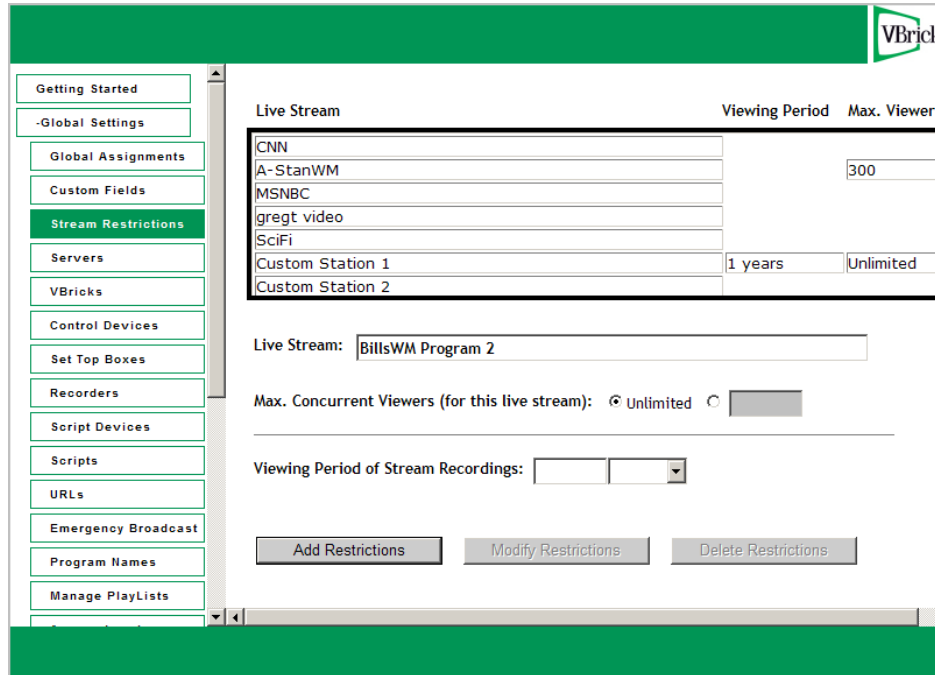 VBrick
Getting Started
-Global Settings
Global Assignments
Custom Fields
Stream Restrictions
Servers
VBricks
Control Devices
Set Top Boxes
Recorders
Script Devices
Scripts
URLs
Emergency Broadcast
Program Names
Manage PlayLists
Live Stream Viewing Period Max. Viewer
CNN
A-StanWM 300
MSNBC
gregt video
SciFi
Custom Station 1 1 years Unlimited
Custom Station 2
Live Stream: BillsWM Program 2
Max. Concurrent Viewers (for this live stream): Unlimited
Viewing Period of Stream Recordings:
Add Restrictions Modify Restrictions Delete Restrictions